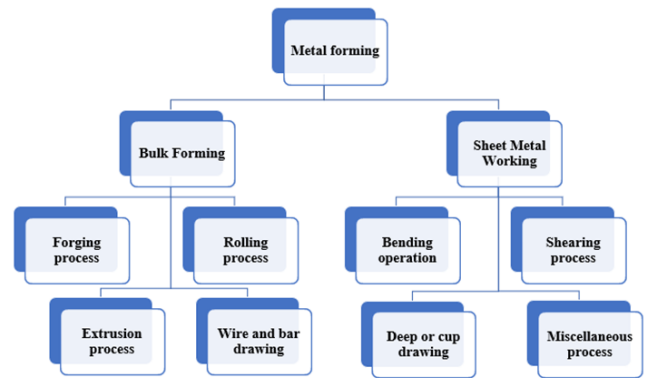 Metal forming
Bulk Forming
Sheet Metal
Working
Forging
process
Rolling
process
Bending
operation
Shearing
process
Extrusion
process
Wire and bar
drawing
Deep or cup
drawing
Miscellaneous
process